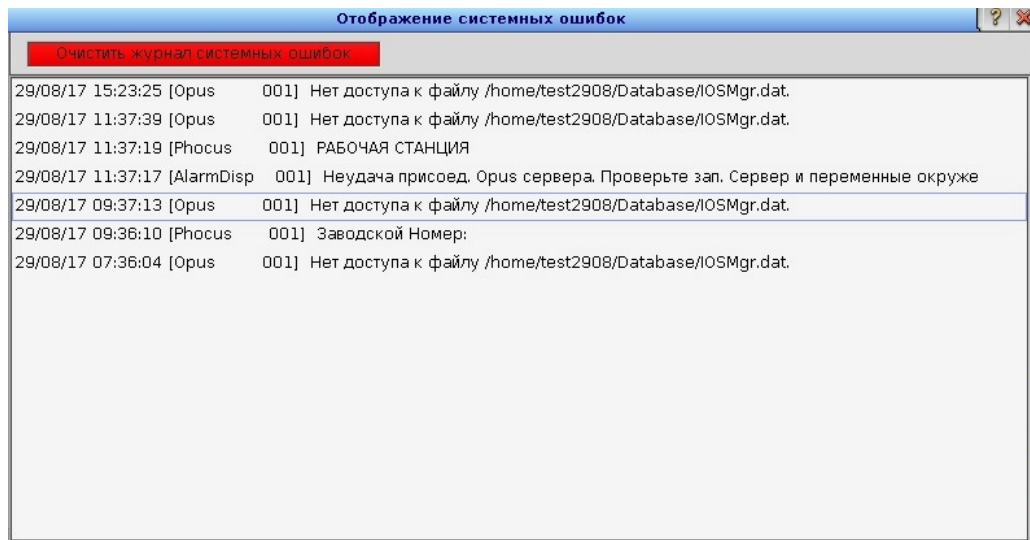 Отображение системных ошибок
?
Очистить журнал системных ошибок
29/08/17 15:23:25 [Opus 001] Нет доступа к файлу /home/test2908/Database/IOSMgr.dat.
29/08/17 11:37:39 [Opus 001] Нет доступа к файлу /home/test2908/Database/IOSMgr.dat.
29/08/17 11:37:19 [Phocus 001] РАБОЧАЯ СТАНЦИЯ
29/08/17 11:37:17 [AlarmDisp 001] Неудача присоед. Opus сервера. Проверьте зап. Сервер и переменные окруже
29/08/17 09:37:13 [Opus 001] Нет доступа к файлу /home/test2908/Database/IOSMgr.dat.
29/08/17 09:36:10 [Phocus 001] Заводской Номер:
29/08/17 07:36:04 [Opus 001] Нет доступа к файлу /home/test2908/Database/IOSMgr.dat.